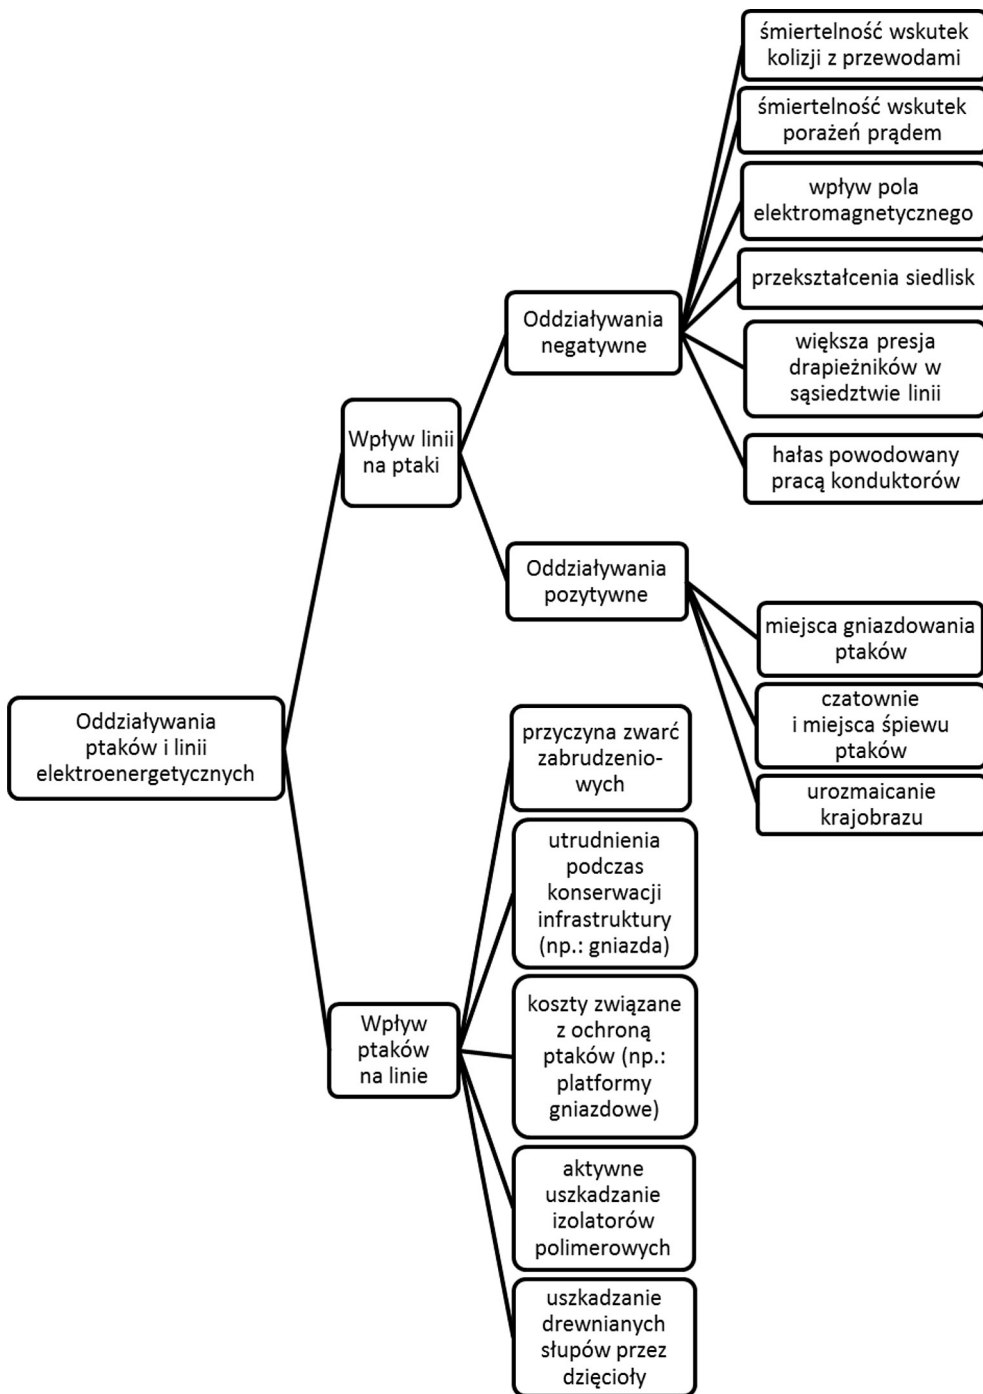 Oddziaływania
ptaków i linii
elektroenergetycznych
Wpływ linii
na ptaki
Oddziaływania
negatywne
śmiertelność wskutek
kolizji z przewodami
śmiertelność wskutek
porażeń prądem
wpływ pola
elektromagnetycznego
przekształcenia siedlisk
większa presja
drapieżników w
sąsiedztwie linii
hałas powodowany
pracą konduktorów
Oddziaływania
pozytywne
miejsca gniazdowania
ptaków
czatownie
i miejsca śpiewu
ptaków
urozmaicanie
krajobrazu
Wpływ
ptaków
na linie
przyczyna zwarć
zabrudzenio-
wych
utrudnienia
podczas
konserwacji
infrastruktury
(np.: gniazda)
koszty związane
z ochroną
ptaków (np.:
platformy
gniazdowe)
aktywne
uszkadzanie
izolatorów
polimerowych
uszkadzanie
drewnianych
słupów przez
dzięcioły